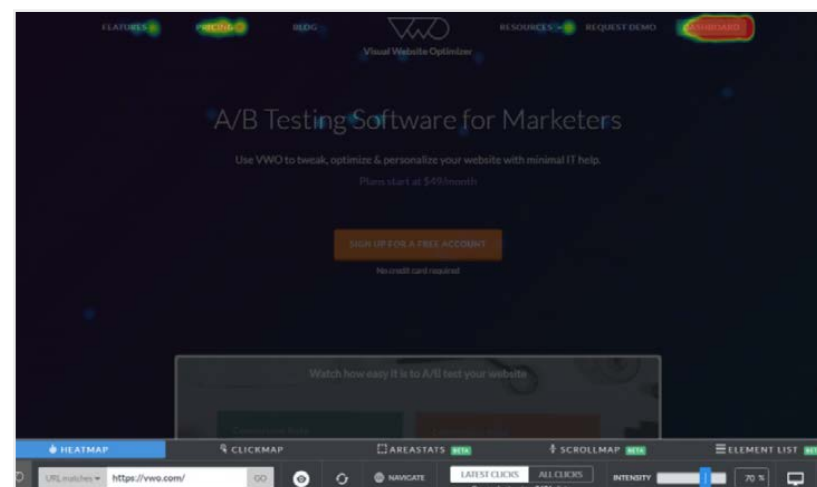 FEATURES PRICING BLOG VWO RESOURCES REQUEST DEMO DASHBOARD
Visual Website Optimizer
A/B Testing Software for Marketers
Use VWO to tweak, optimize & personalize your website with minimal IT help.
Plans start at $49/month
SIGN UP FOR A FREE ACCOUNT
No credit card required
Watch how easy it is to A/B test your website
HEATMAP CLICKMAP AREASTATS BETA SCROLLMAP BETA ELEMENT LIST
URL matches https://vwo.com/ GO NAVIGATE LATEST CLICKS ALL CLICKS INTENSITY 70 %